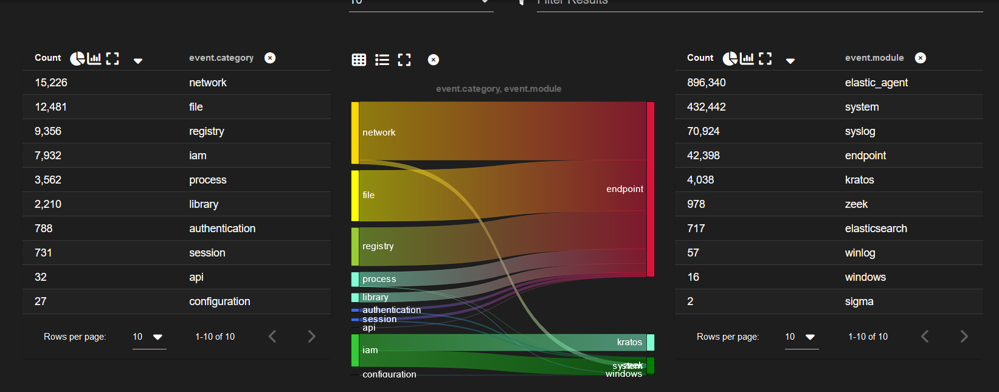 10
Filter Results
Count event.category
15,226 network
12,481 file
9,356 registry
7,932 iam
3,562 process
2,210 library
788 authentication
731 session
32 api
27 configuration
Rows per page: 10 1-10 of 10
event.category, event.module
network
file
registry
process
library
authentication
session
api
iam
configuration
endpoint
kratos
zeek
system
windows
Count event.module
896,340 elastic_agent
432,442 system
70,924 syslog
42,398 endpoint
4,038 kratos
978 zeek
717 elasticsearch
57 winlog
16 windows
2 sigma
Rows per page: 10 1-10 of 10